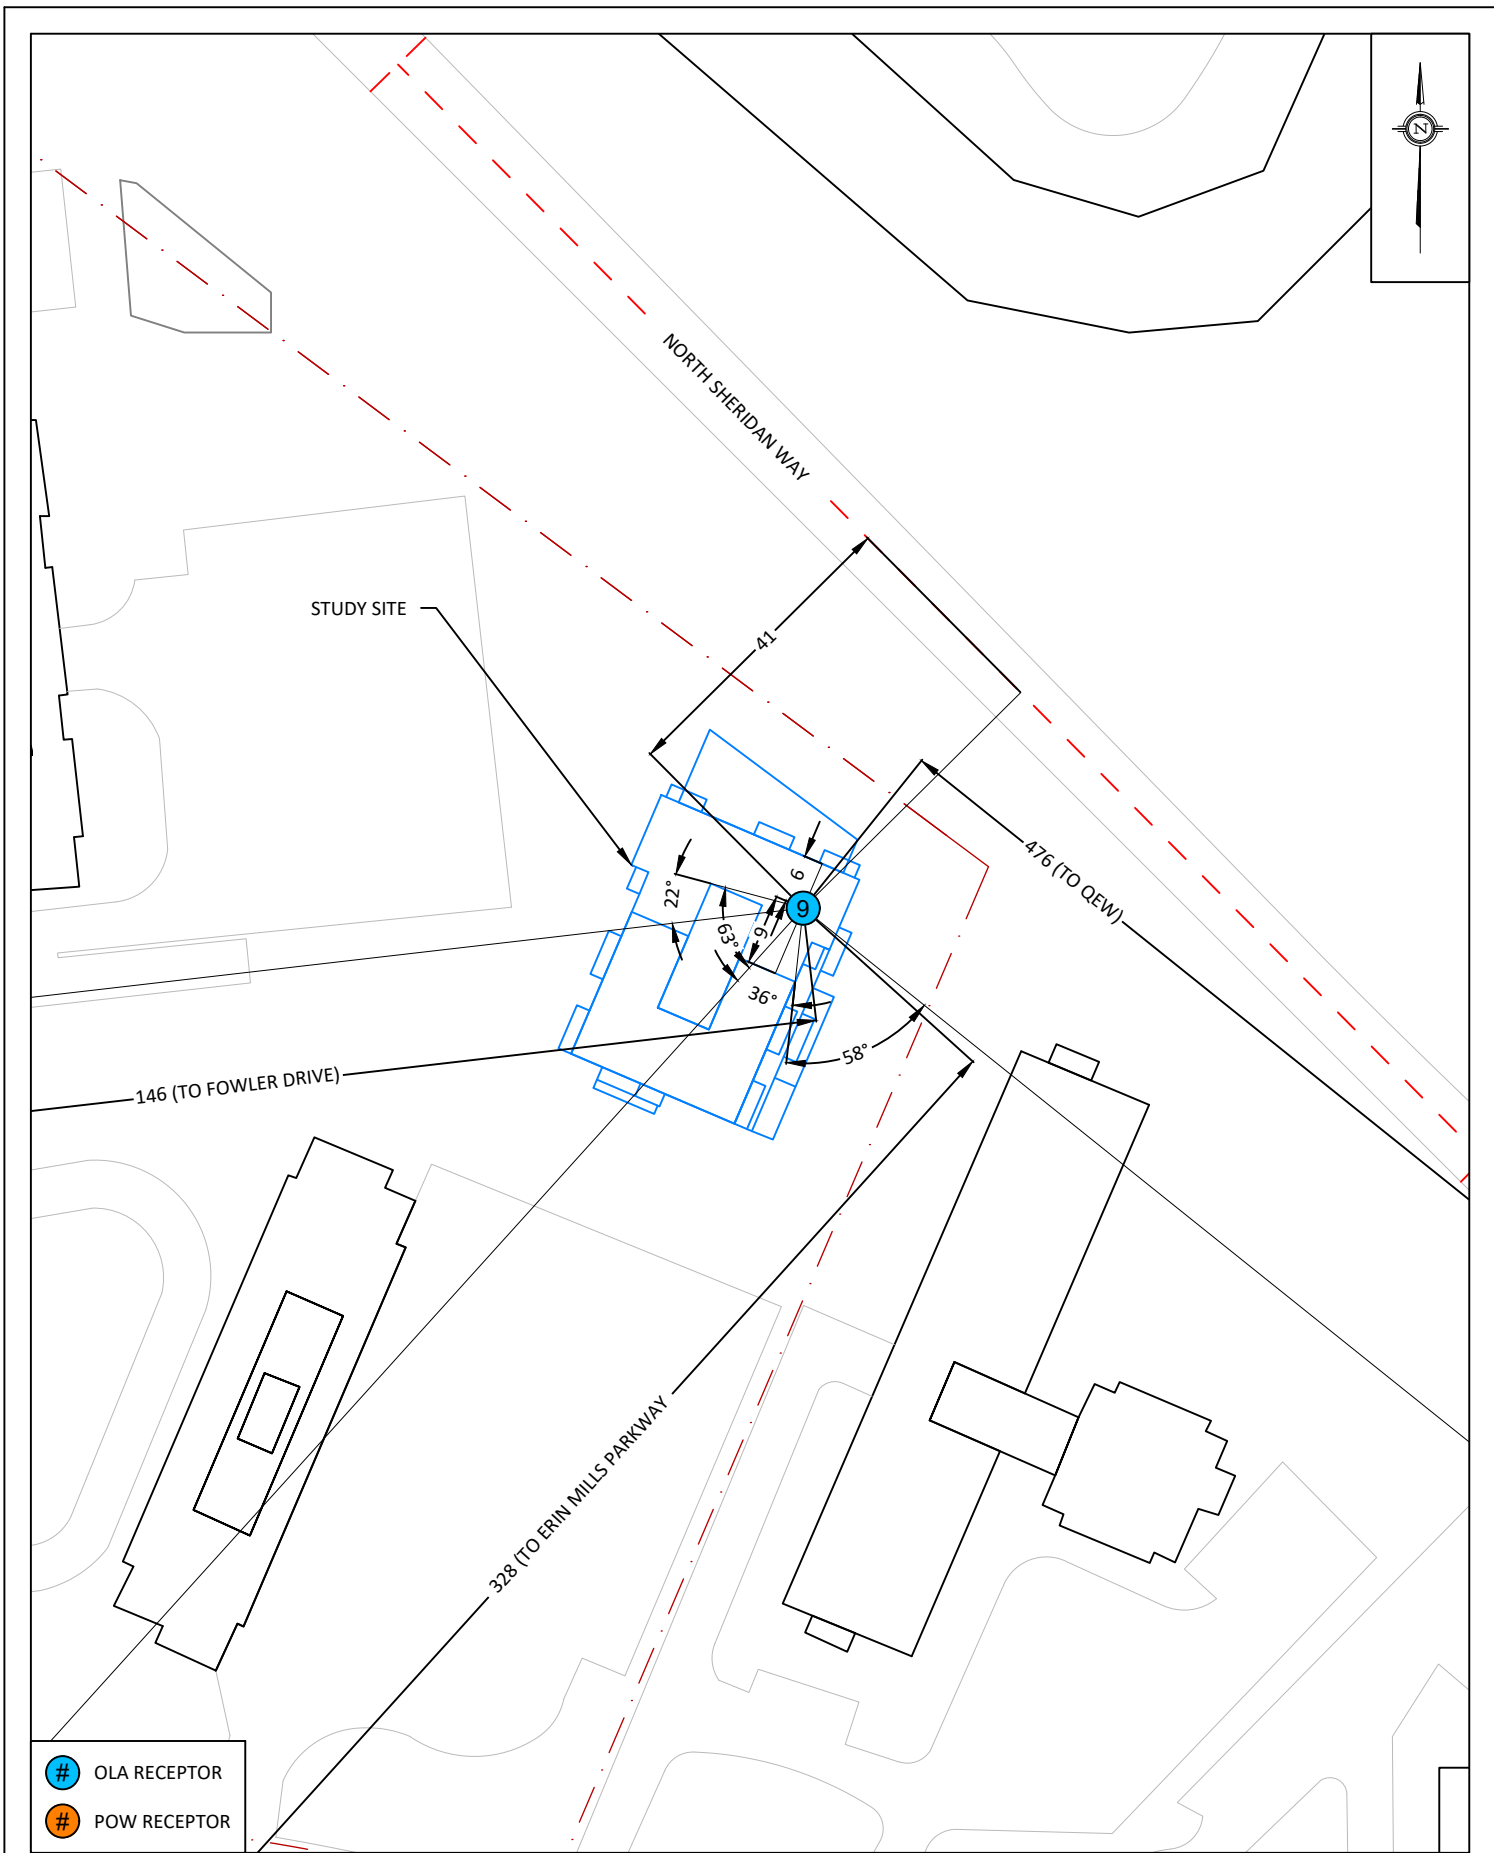 N
NORTH SHERIDAN WAY
STUDY SITE
41
476 (TO QEW)
6
22°
9
63°
9
36°
58°
146 (TO FOWLER DRIVE)
328 (TO ERIN MILLS PARKWAY
# OLA RECEPTOR
# POW RECEPTOR